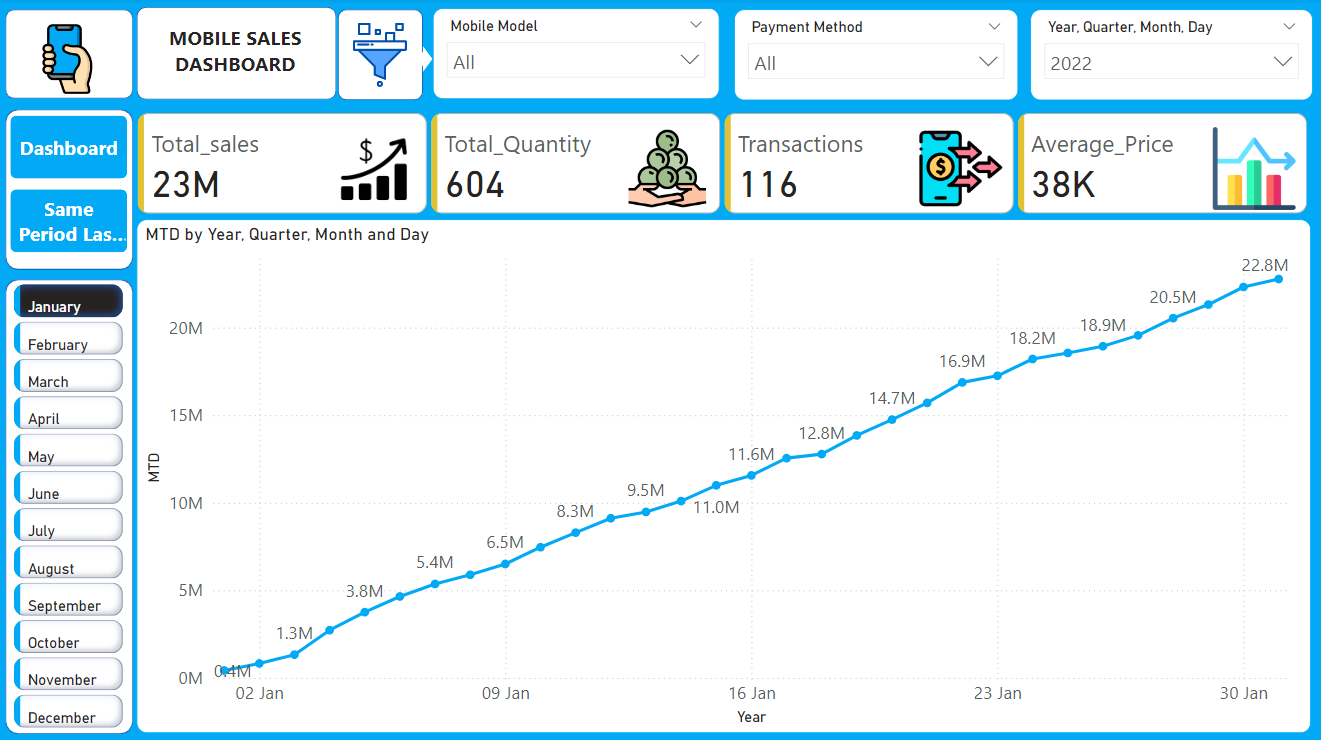 MOBILE SALES
DASHBOARD
Mobile Model
All
Payment Method
All
Year, Quarter, Month, Day
2022
Dashboard
Same
Period Las...
Total_sales
23M
$
Total_Quantity
604
Transactions
116
$
Average_Price
38K
January
February
March
April
May
June
July
August
September
October
November
December
MTD by Year, Quarter, Month and Day
MTD
20M
15M
10M
5M
0M
0.4M
1.3M
3.8M
5.4M
6.5M
8.3M
9.5M
11.0M
11.6M
12.8M
14.7M
16.9M
18.2M
18.9M
20.5M
22.8M
02 Jan
09 Jan
16 Jan
23 Jan
30 Jan
Year